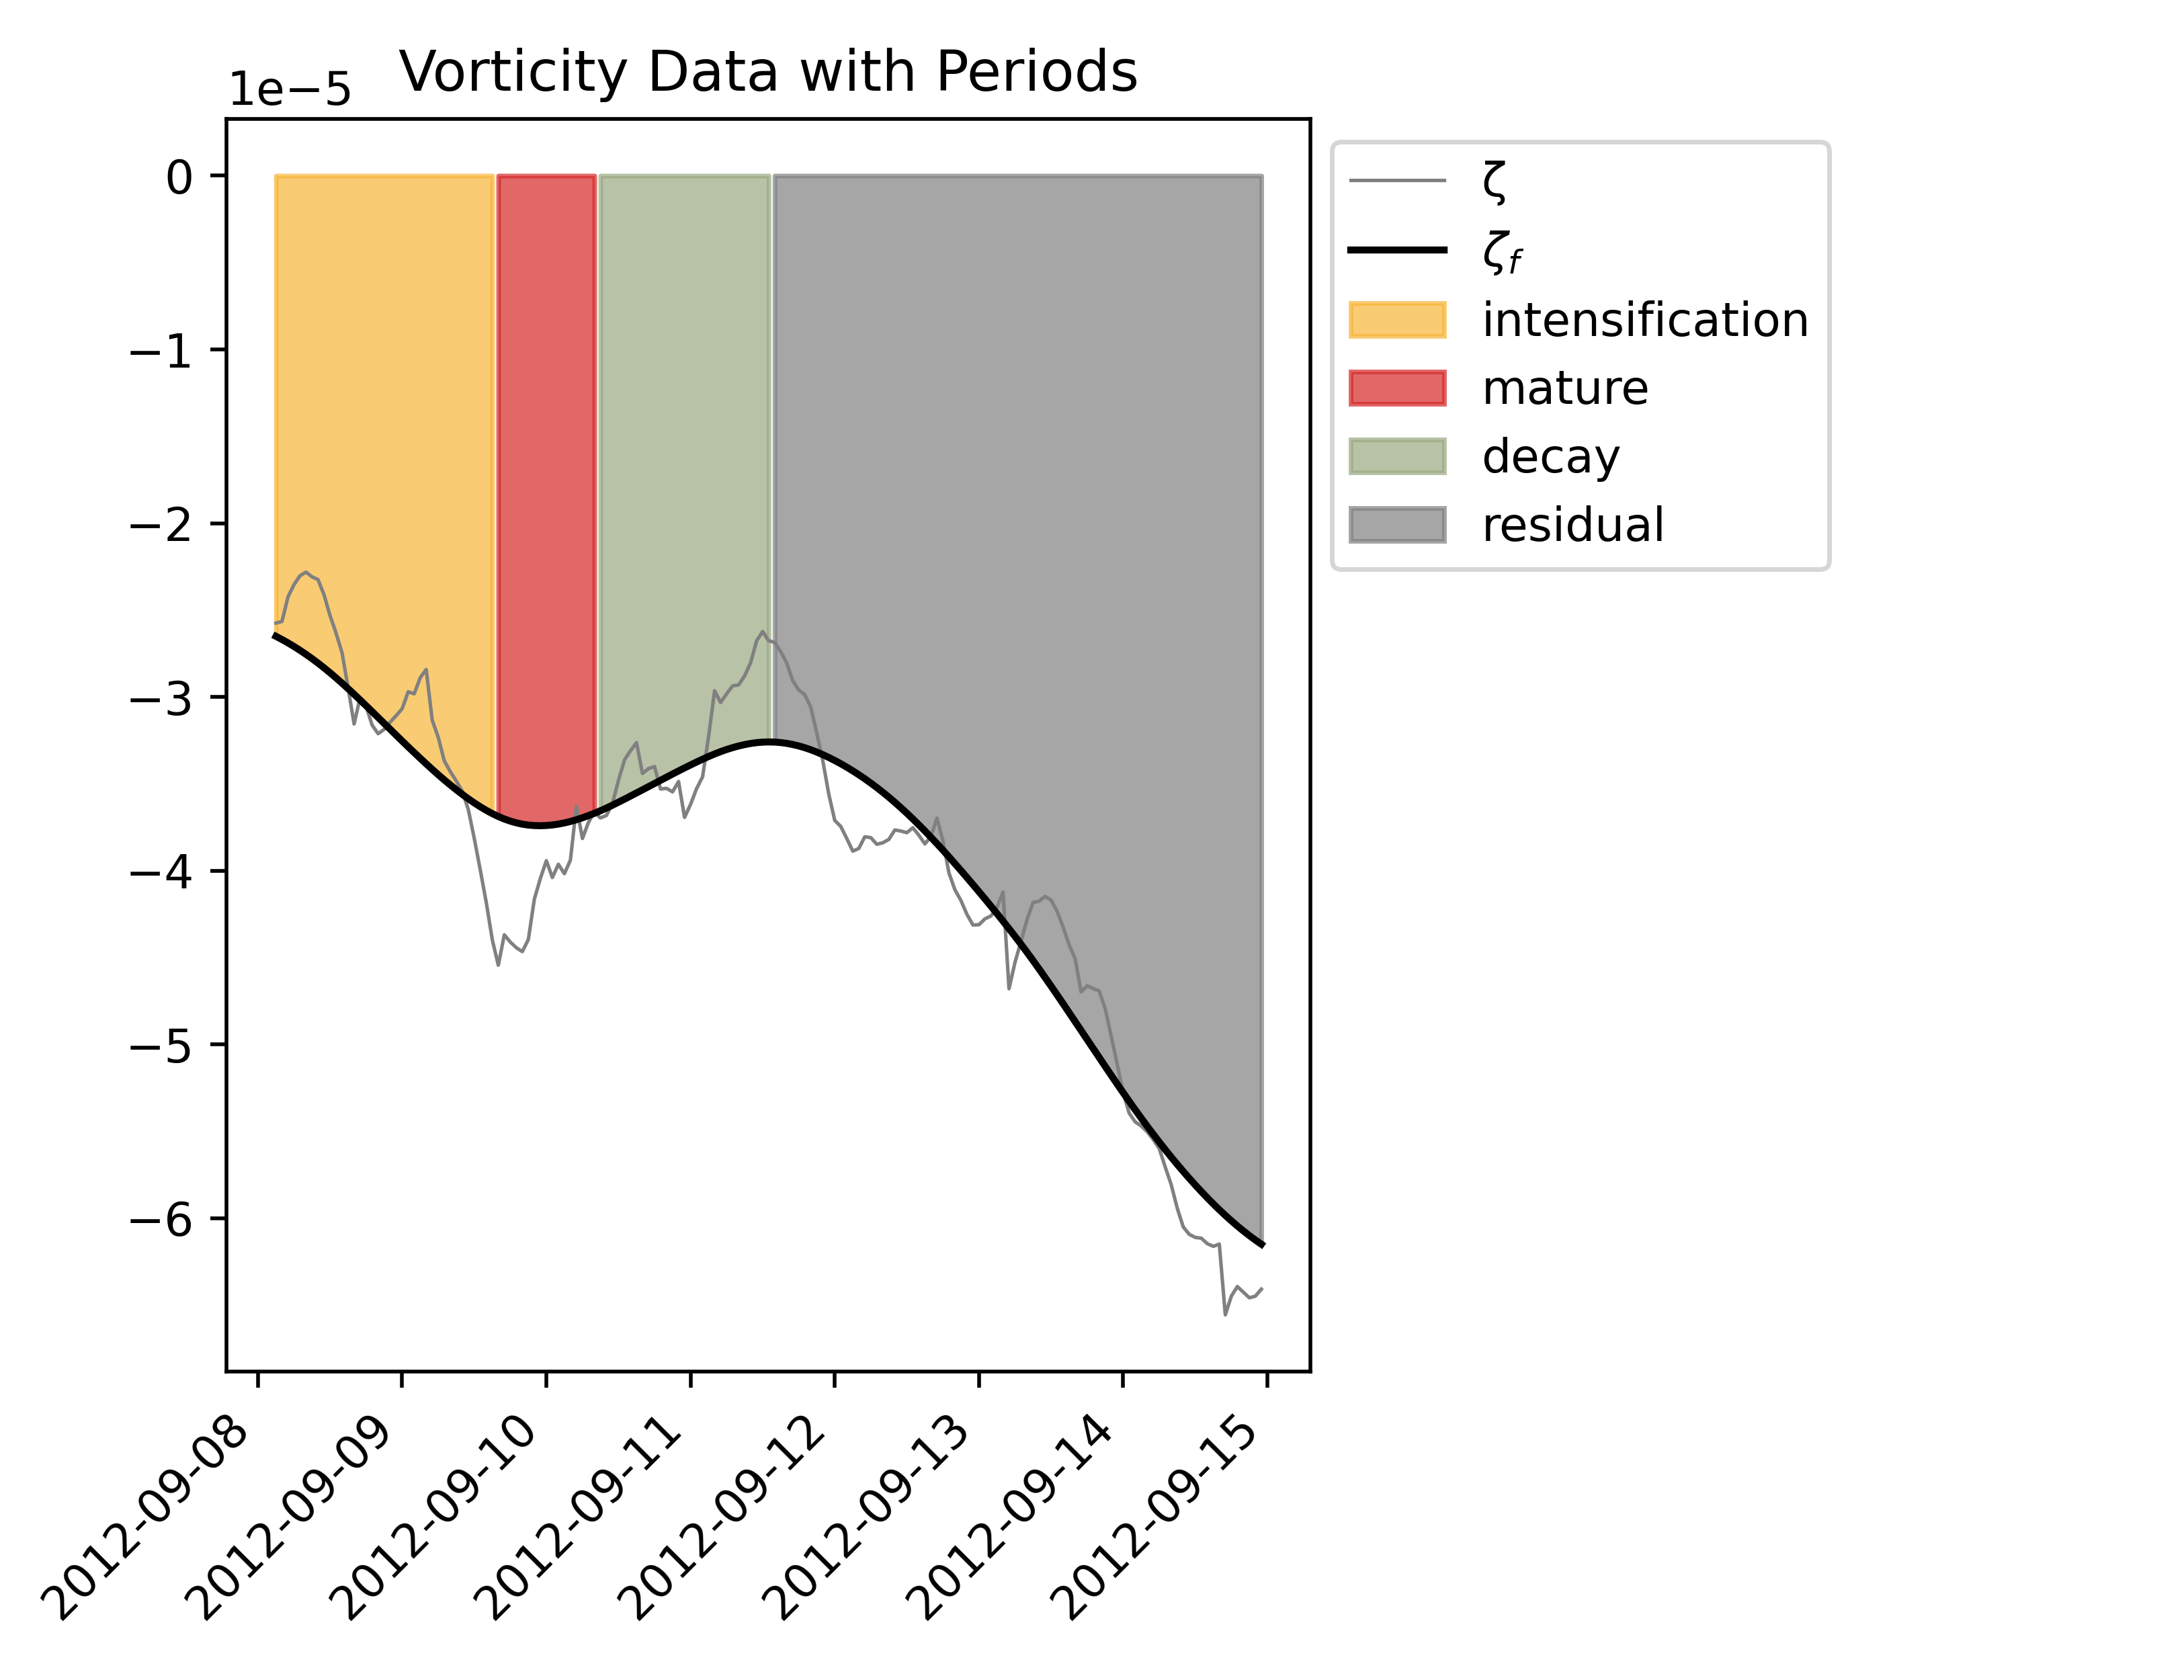 Vorticity Data with Periods
1e−5
0
−1
−2
−3
−4
−5
−6
2012-09-08
2012-09-09
2012-09-10
2012-09-11
2012-09-12
2012-09-13
2012-09-14
2012-09-15
ζ
ζf
intensification
mature
decay
residual